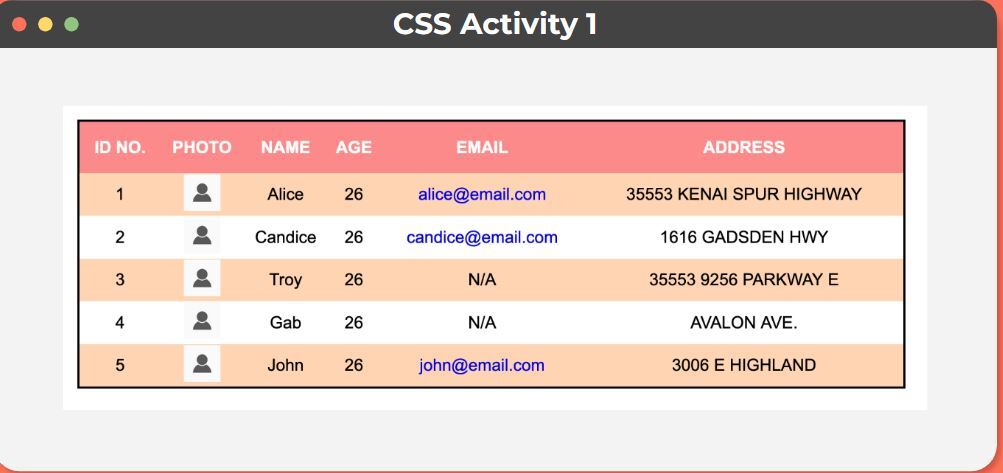 CSS Activity 1
ID NO. PHOTO NAME AGE EMAIL ADDRESS
1 Alice 26 alice@email.com 35553 KENAI SPUR HIGHWAY
2 Candice 26 candice@email.com 1616 GADSDEN HWY
3 Troy 26 N/A 35553 9256 PARKWAY E
4 Gab 26 N/A AVALON AVE.
5 John 26 john@email.com 3006 E HIGHLAND